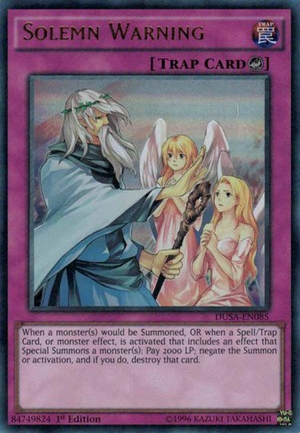 SOLEMN WARNING
TRAP
罠
[TRAP CARD]
DUSA-EN085
When a monster(s) would be Summoned, OR when a Spell/Trap
Card, or monster effect, is activated that includes an effect that
Special Summons a monster(s): Pay 2000 LP; negate the Summon
or activation, and if you do, destroy that card.
84749824 1st Edition
©1996 KAZUKI TAKAHASHI